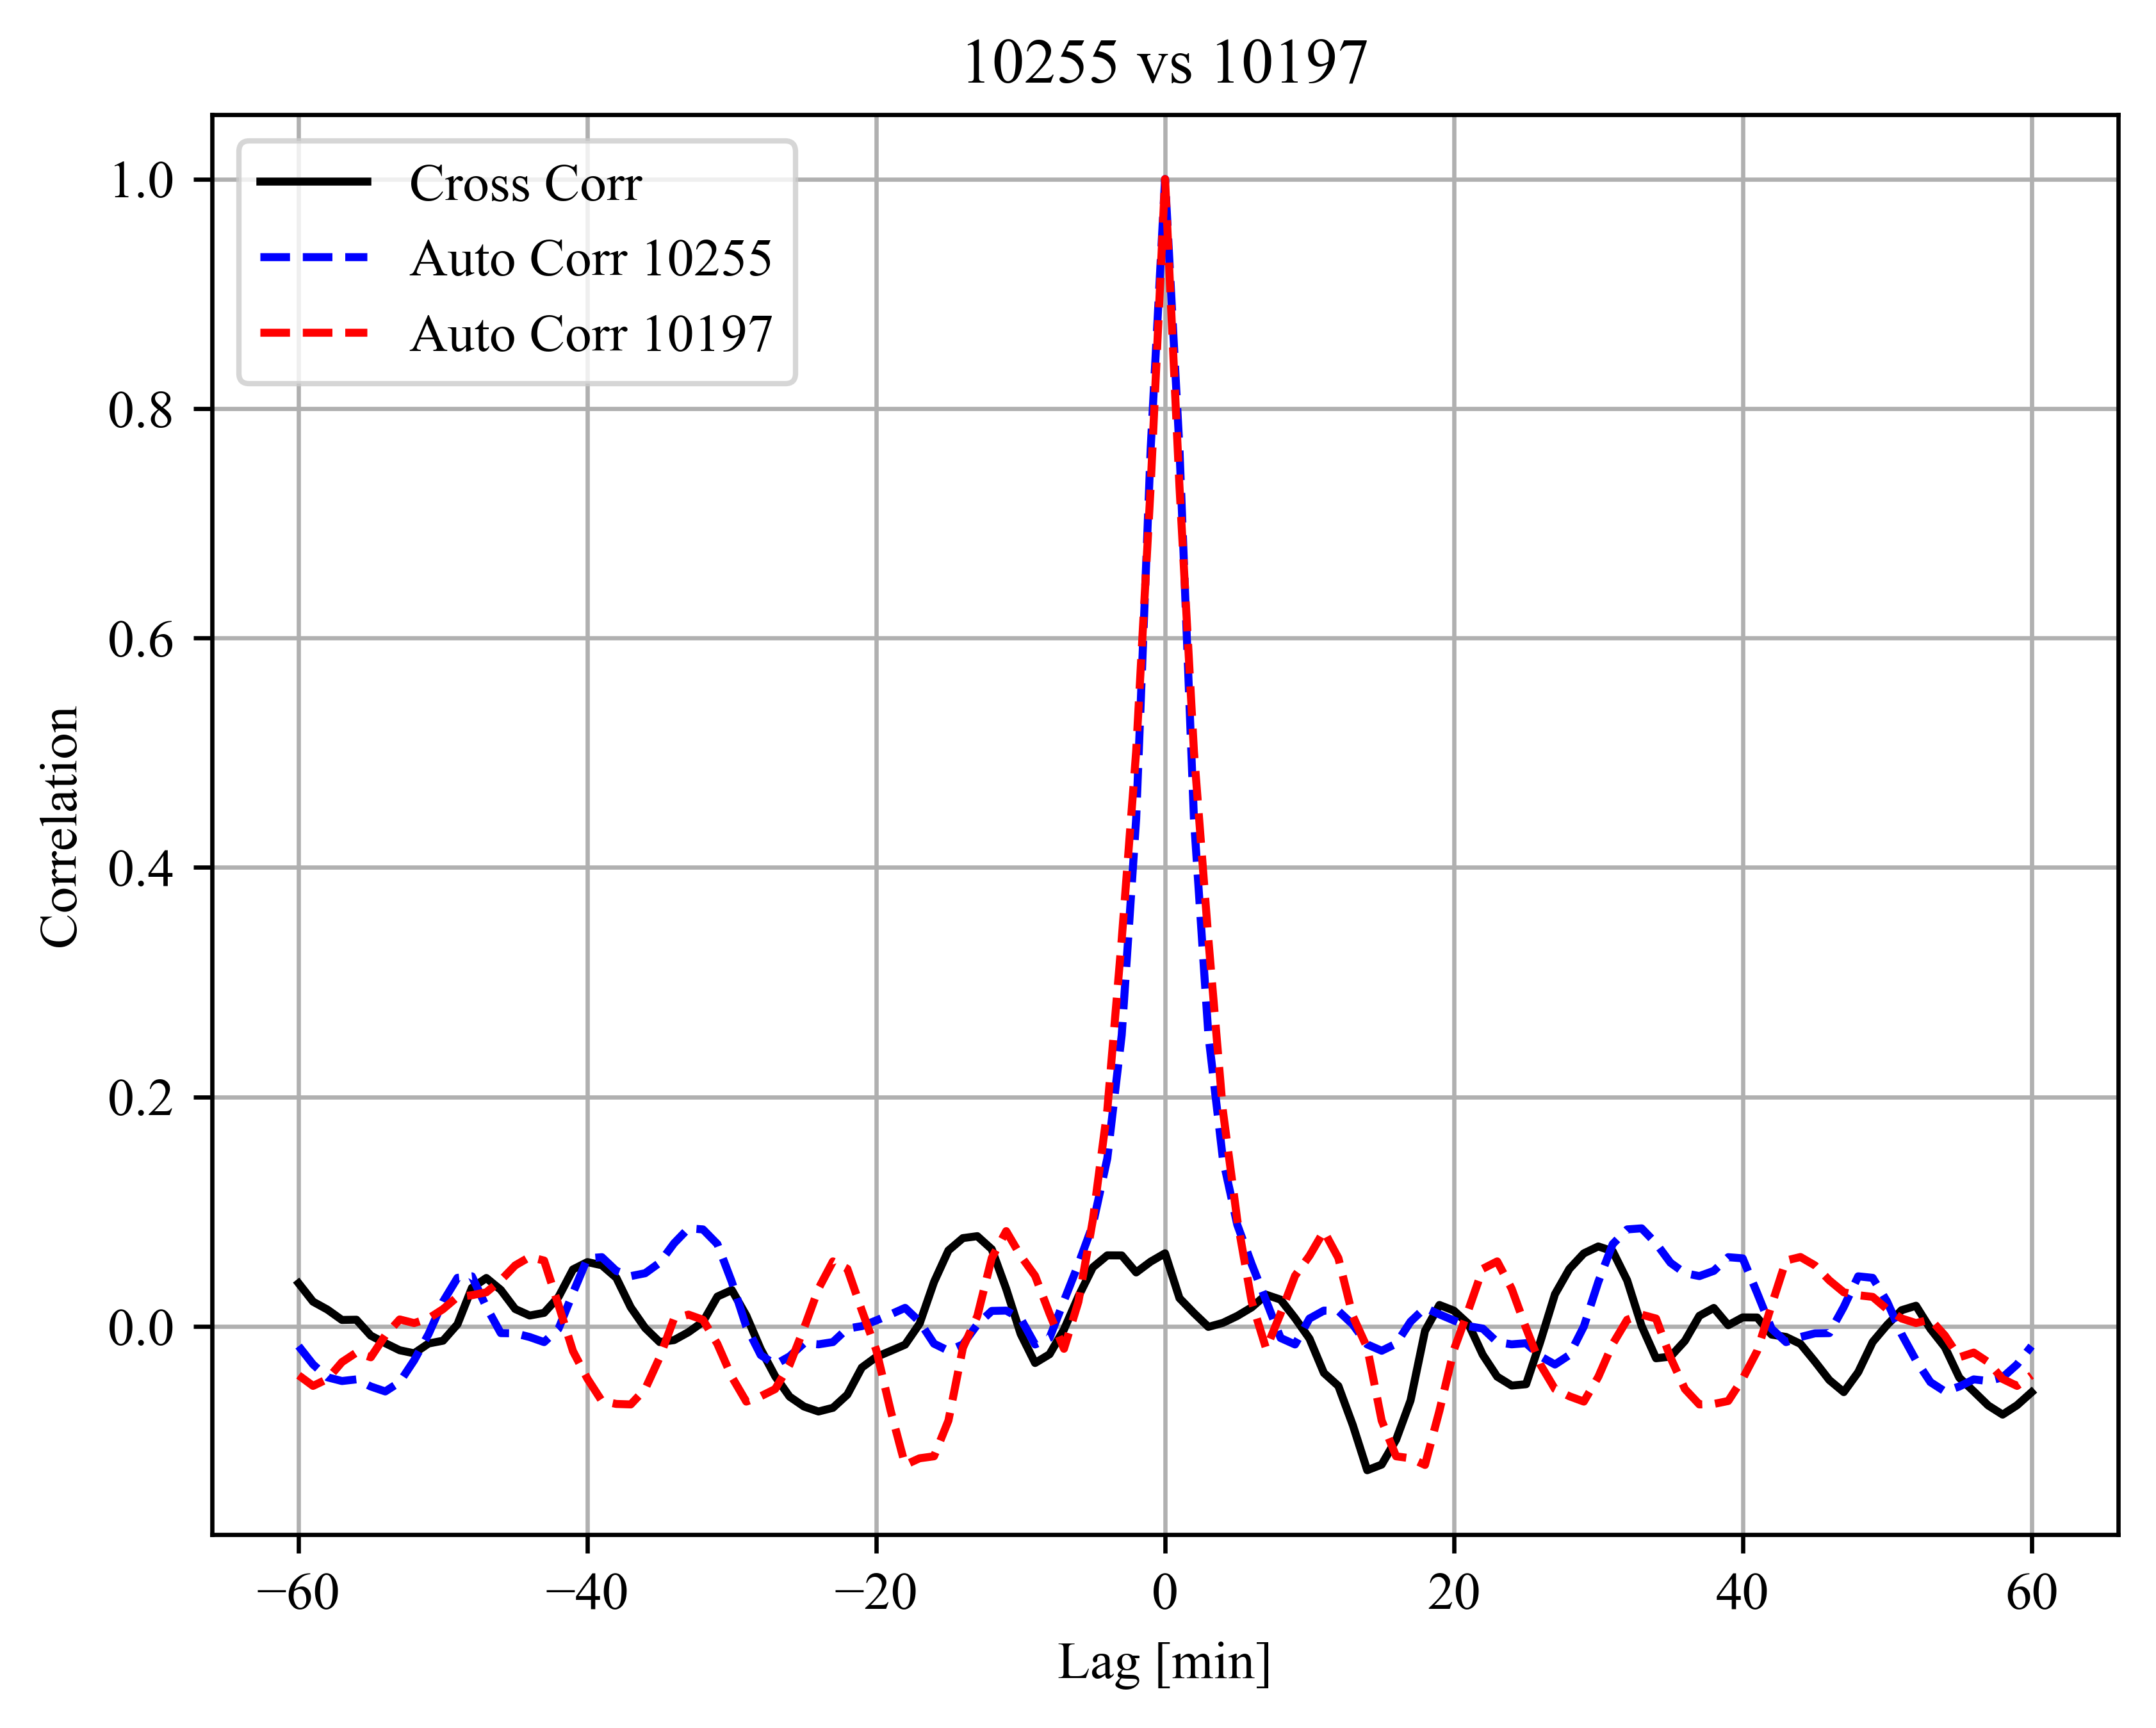 10255 vs 10197
Cross Corr
Auto Corr 10255
Auto Corr 10197
1.0
0.8
0.6
0.4
0.2
0.0
Correlation
−60 −40 −20 0 20 40 60
Lag [min]